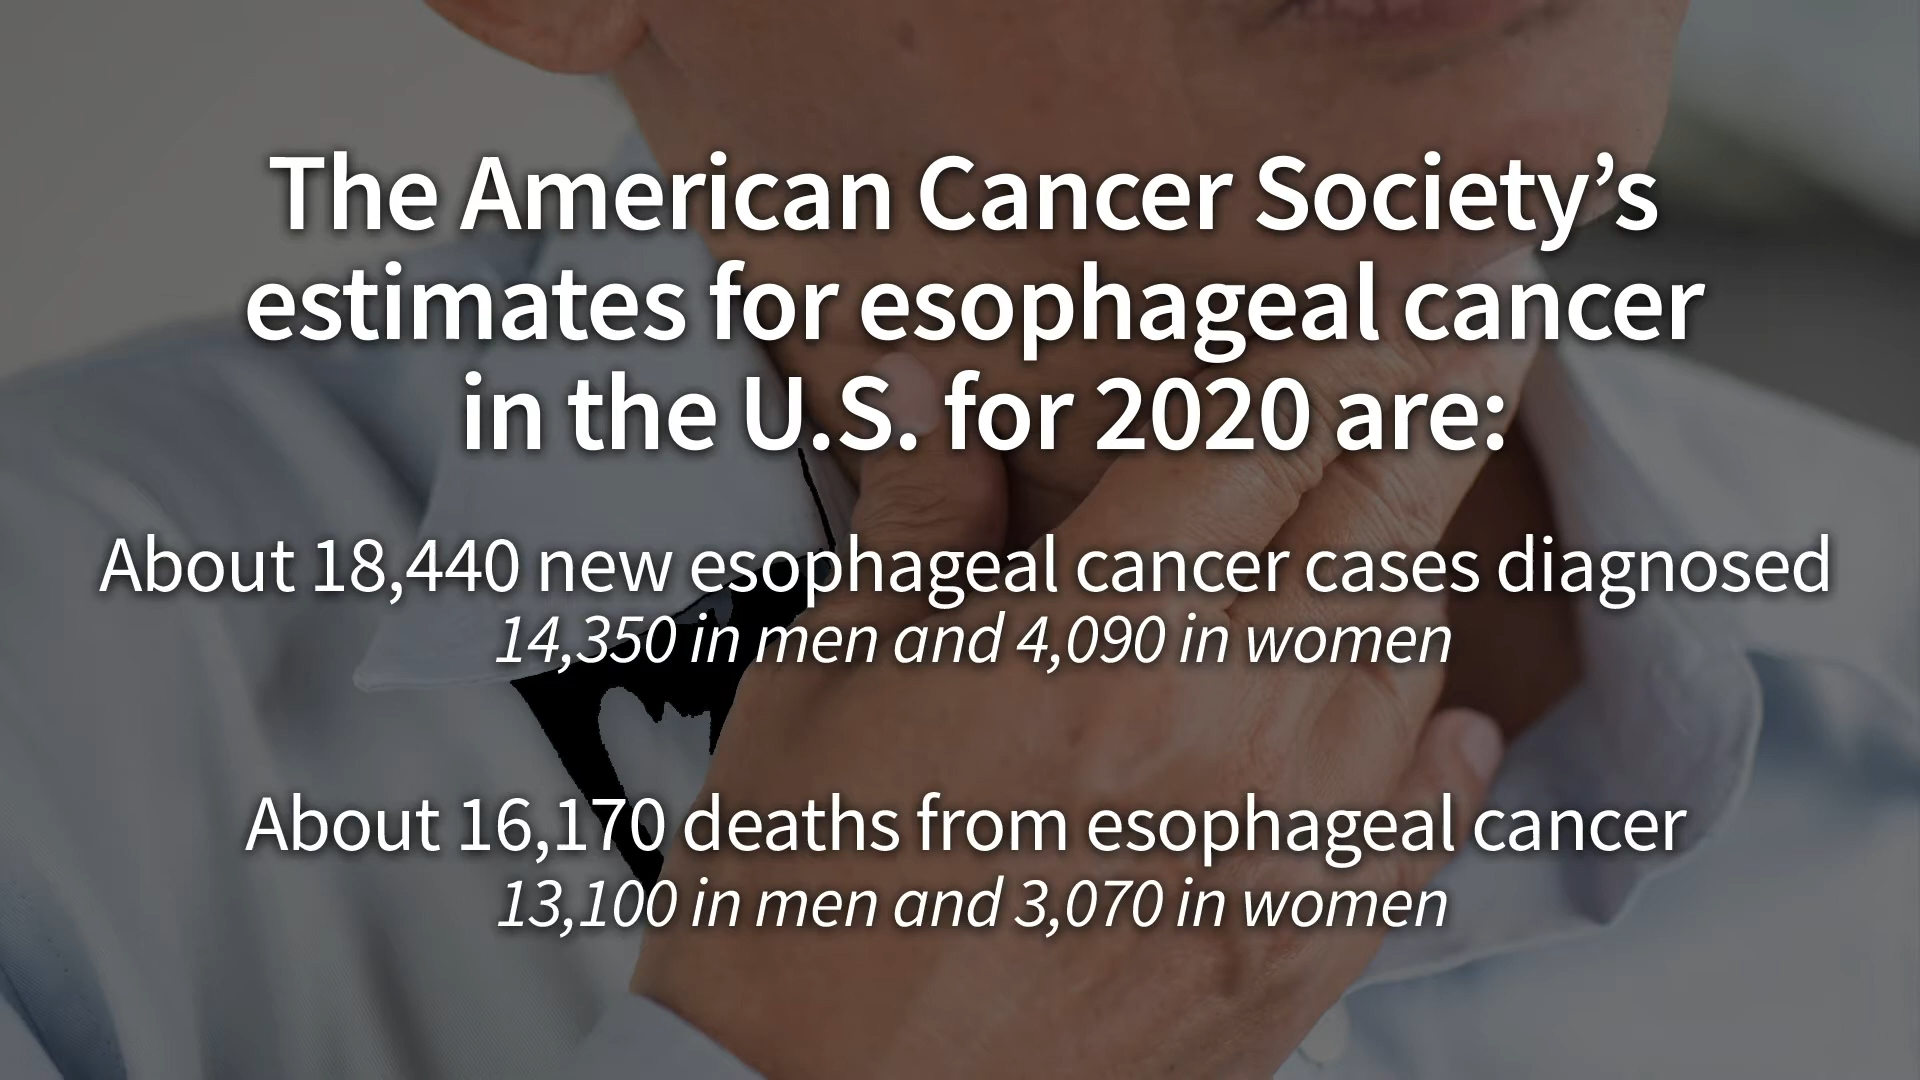 The American Cancer Society’s
estimates for esophageal cancer
in the U.S. for 2020 are:
About 18,440 new esophageal cancer cases diagnosed
14,350 in men and 4,090 in women
About 16,170 deaths from esophageal cancer
13,100 in men and 3,070 in women